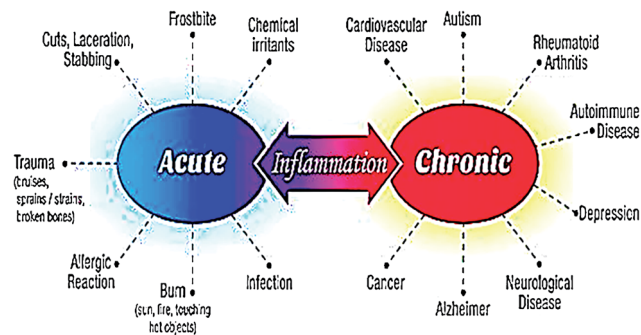 Frostbite
Cuts, Laceration,
Stabbing
Chemical
irritants
Trauma
(bruises,
sprains / strains,
broken bones)
Acute
Allergic
Reaction
Burn
(sun, fire, touching
hot objects)
Infection
Inflammation
Cardiovascular
Disease
Autism
Rheumatoid
Arthritis
Autoimmune
Disease
Chronic
Depression
Cancer
Alzheimer
Neurological
Disease